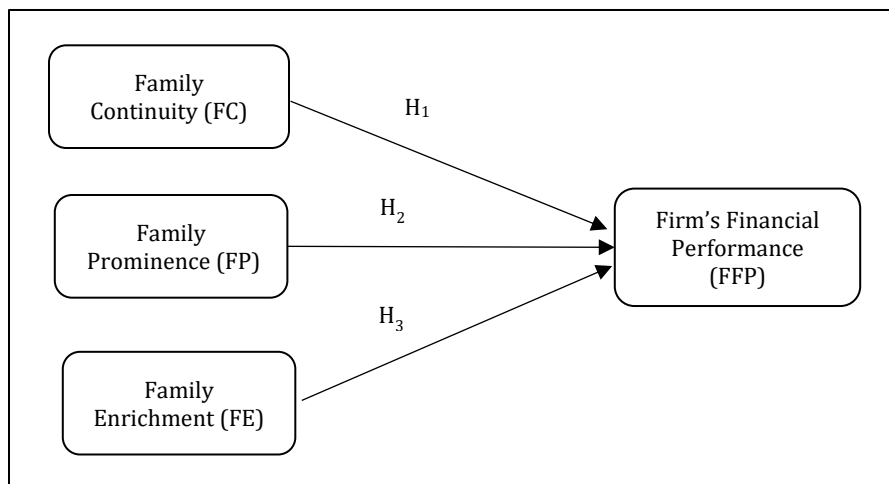 Family
Continuity (FC)
H1
Family
Prominence (FP)
H2
Firm's Financial
Performance
(FFP)
H3
Family
Enrichment (FE)